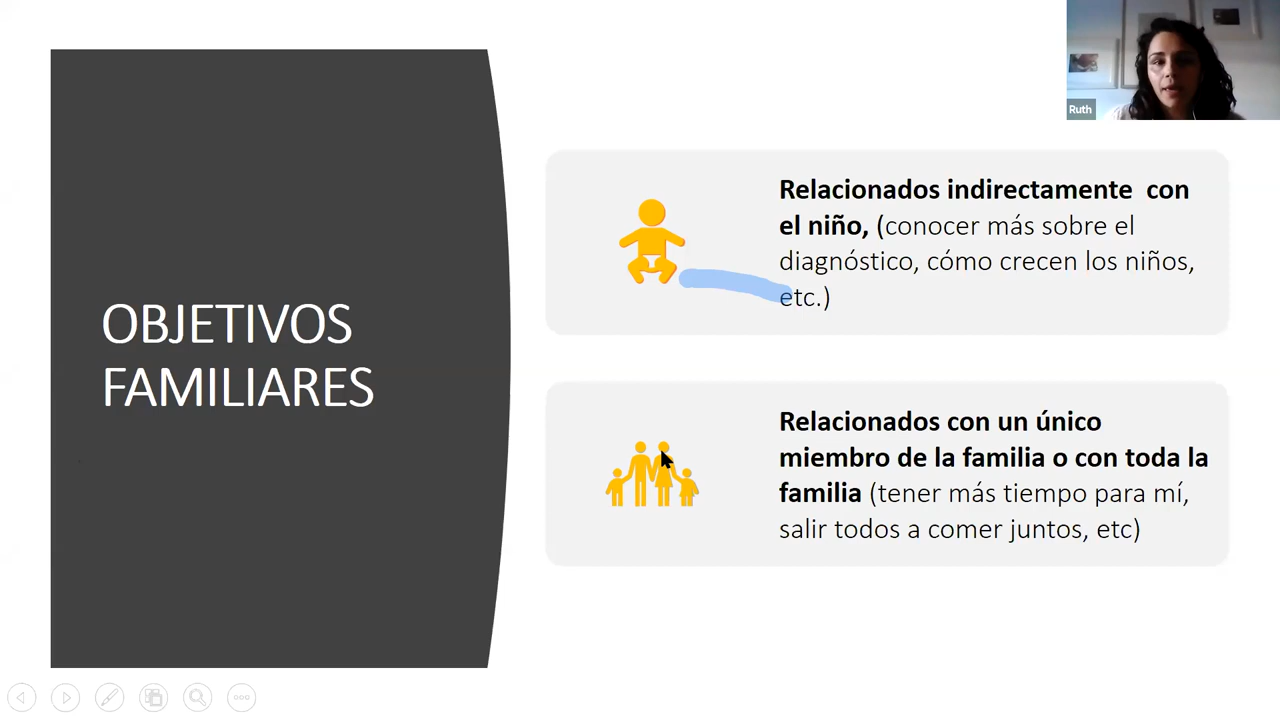 Ruth
OBJETIVOS
FAMILIARES
Relacionados indirectamente con
el niño, (conocer más sobre el
diagnóstico, cómo crecen los niños,
etc.)
Relacionados con un único
miembro de la familia o con toda la
familia (tener más tiempo para mí,
salir todos a comer juntos, etc)